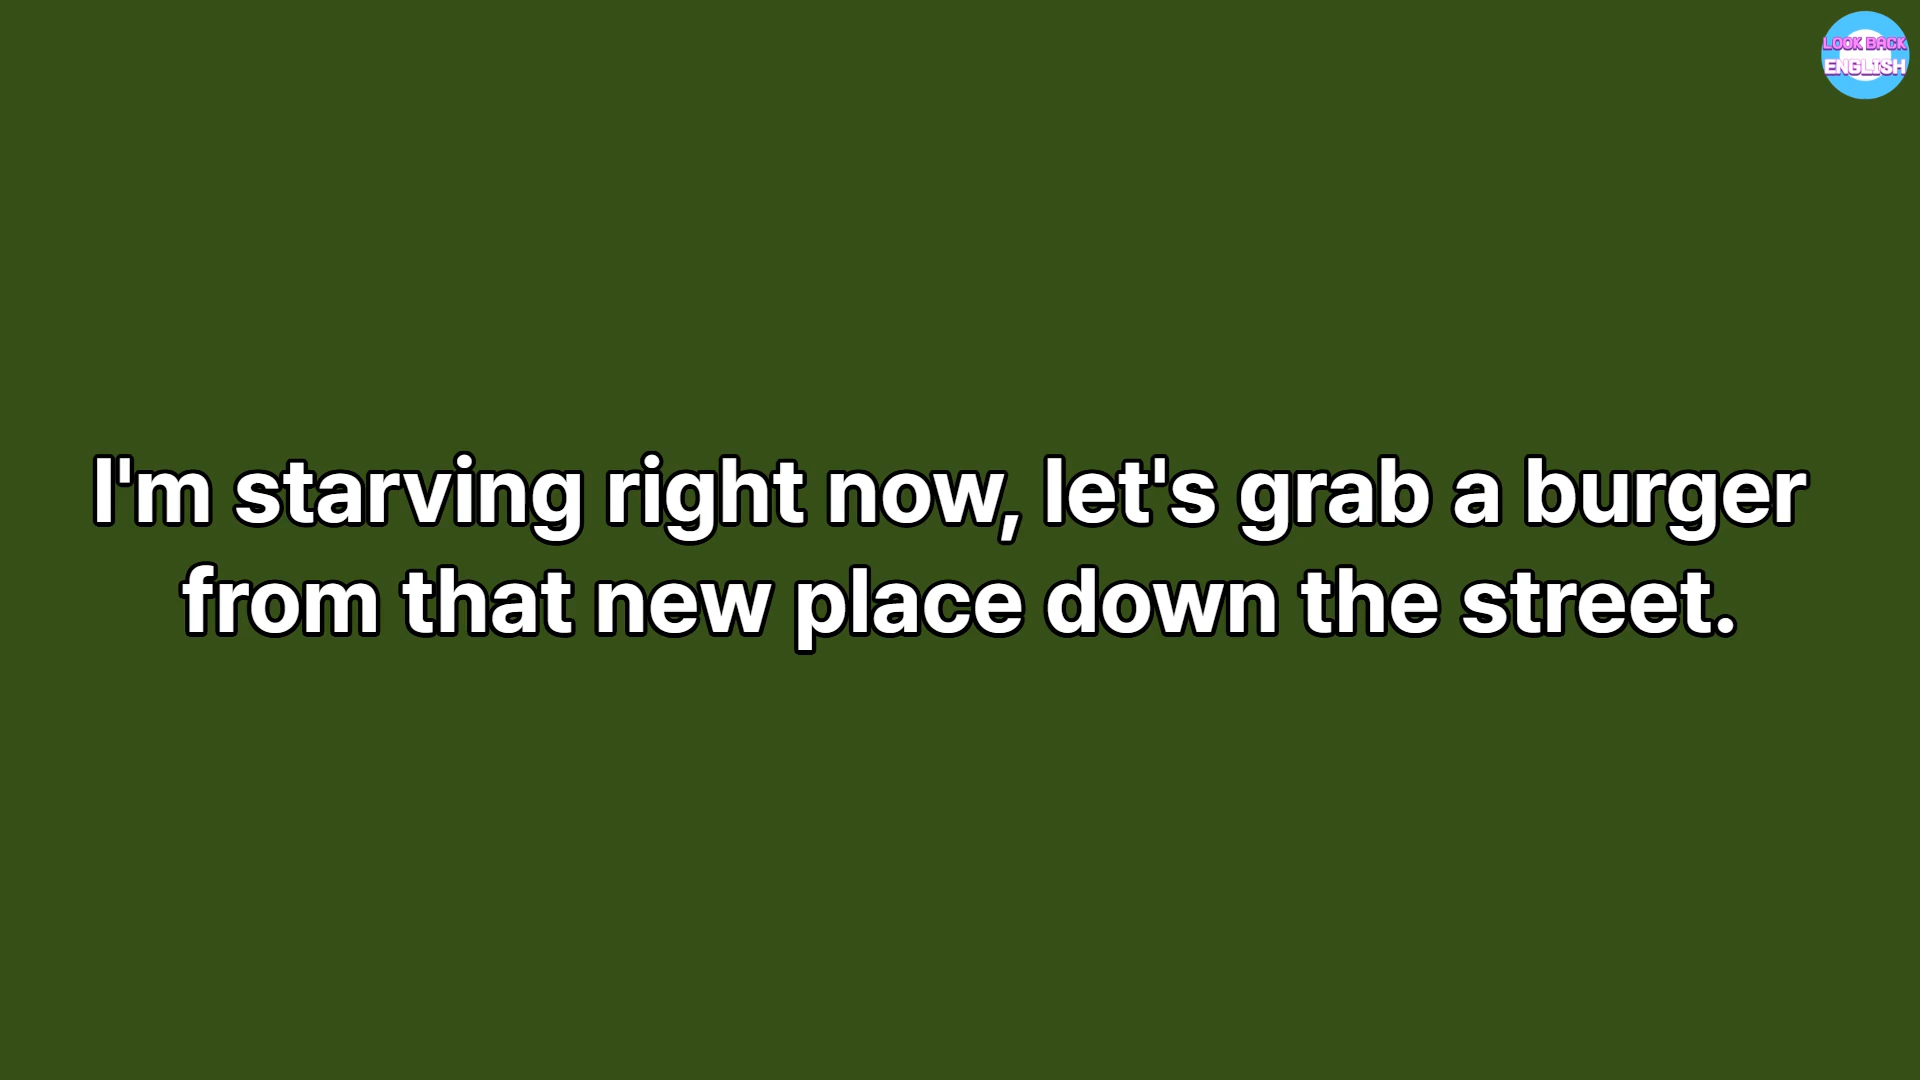 LOOK BACK
ENGLISH
I'm starving right now, let's grab a burger
from that new place down the street.